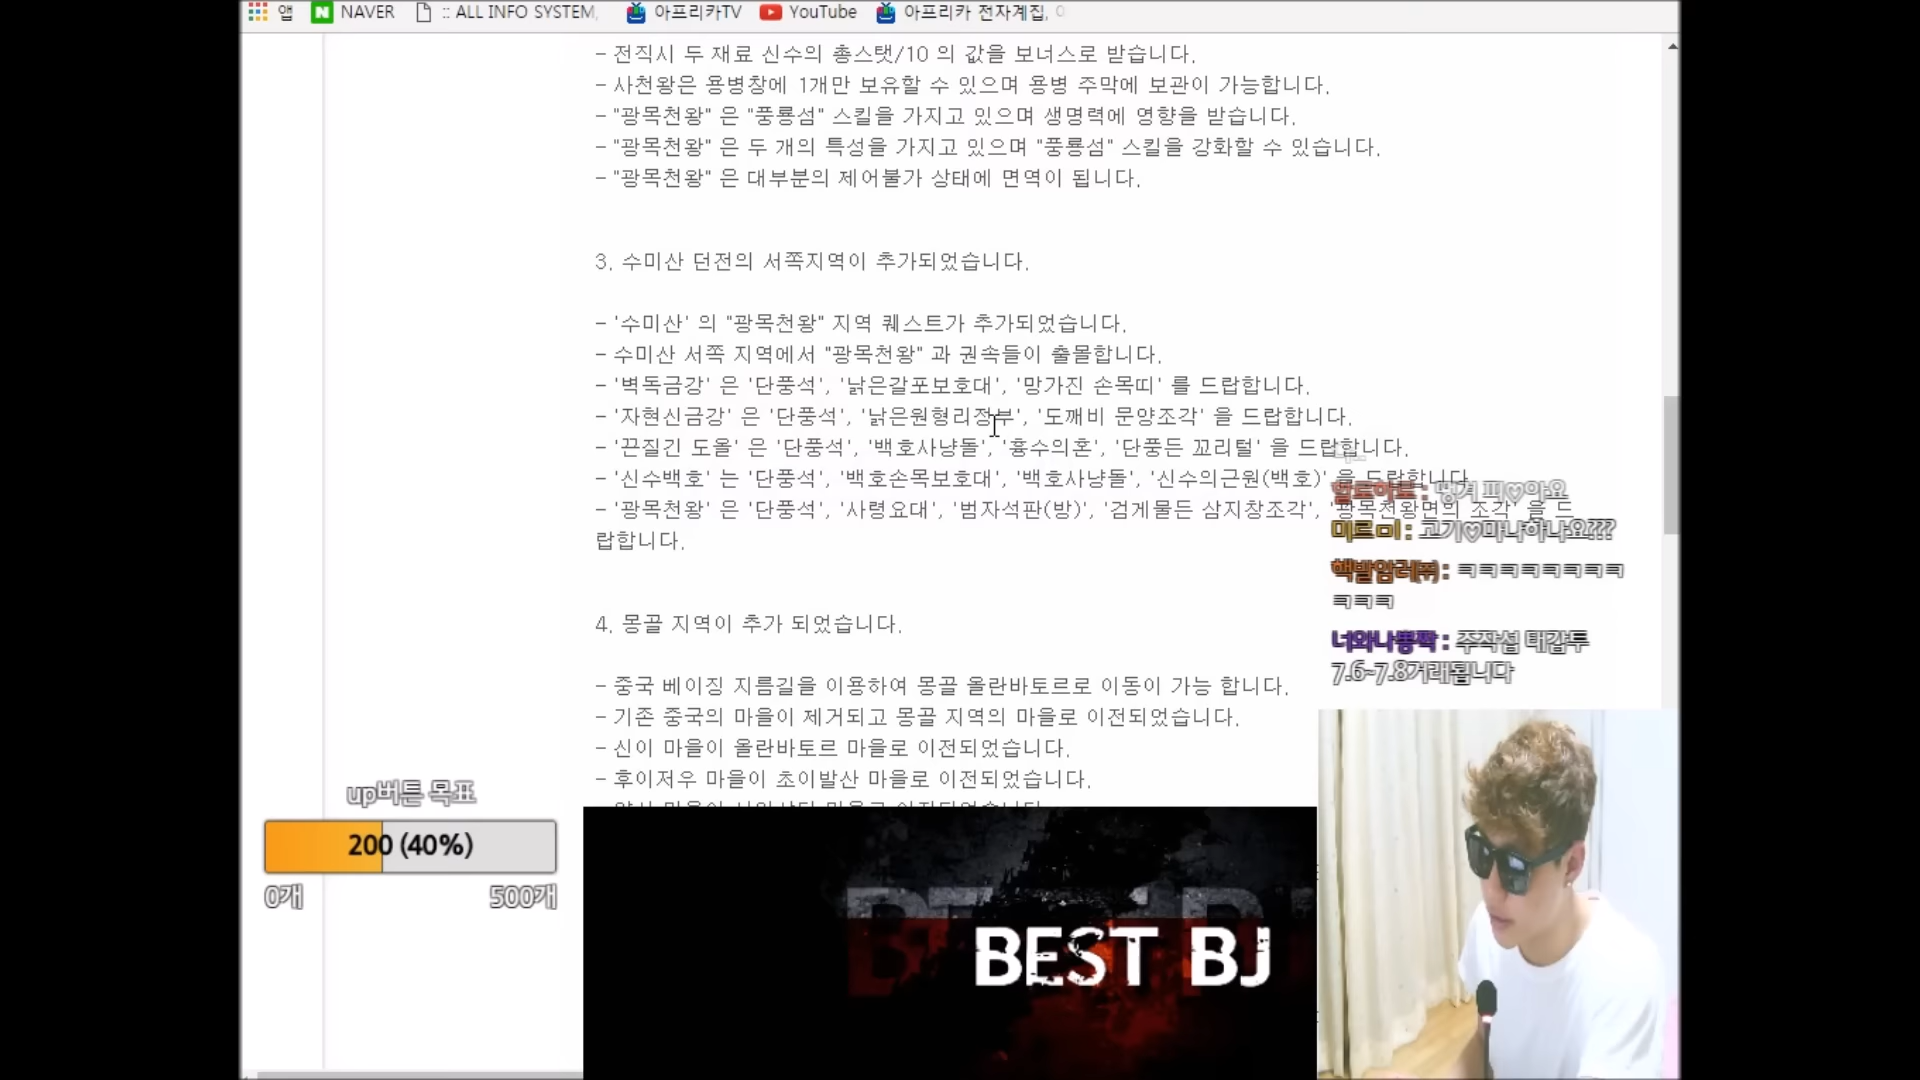 앱 NAVER :: ALL INFO SYSTEM, 아프리카TV YouTube 아프리카 전자계집,
- 전직시 두 재료 신수의 총스탯/10 의 값을 보너스로 받습니다.
- 사천왕은 용병창에 1개만 보유할 수 있으며 용병 주막에 보관이 가능합니다.
- "광목천왕" 은 "풍룡섬" 스킬을 가지고 있으며 생명력에 영향을 받습니다.
- "광목천왕" 은 두 개의 특성을 가지고 있으며 "풍룡섬" 스킬을 강화할 수 있습니다.
- "광목천왕" 은 대부분의 제어불가 상태에 면역이 됩니다.
3. 수미산 던전의 서쪽지역이 추가되었습니다.
- '수미산' 의 "광목천왕" 지역 퀘스트가 추가되었습니다.
- 수미산 서쪽 지역에서 "광목천왕" 과 권속들이 출몰합니다.
- '벽독금강' 은 '단풍석', '낡은갈포보호대', '망가진 손목띠' 를 드랍합니다.
- '자현신금강' 은 '단풍석', '낡은원형리정부', '도깨비 문양조각' 을 드랍합니다.
- '끈질긴 도올' 은 '단풍석', '백호사냥돌', '흉수의혼', '단풍든 꼬리털' 을 드랍합니다.
- '신수백호' 는 '단풍석', '백호손목보호대', '백호사냥돌', '신수의근원(백호)' 을 드랍합니다
- '광목천왕' 은 '단풍석', '사령요대', '범자석판(방)', '검게물든 삼지창조각', '광목천왕면의 조각' 을 드
랍합니다.
4. 몽골 지역이 추가 되었습니다.
- 중국 베이징 지름길을 이용하여 몽골 올란바토르로 이동이 가능 합니다.
- 기존 중국의 마을이 제거되고 몽골 지역의 마을로 이전되었습니다.
- 신이 마을이 올란바토르 마을로 이전되었습니다.
- 후이저우 마을이 초이발산 마을로 이전되었습니다.
미르미 : 고기♡마나하나요???
핵발암레㈜ : ㅋㅋㅋㅋㅋㅋㅋㅋ
ㅋㅋㅋ
너와나뽕짝 : 주작섭 태갑투
7.6~7.8거래됩니다
up버튼 목표
200 (40%)
0개 500개
BEST BJ